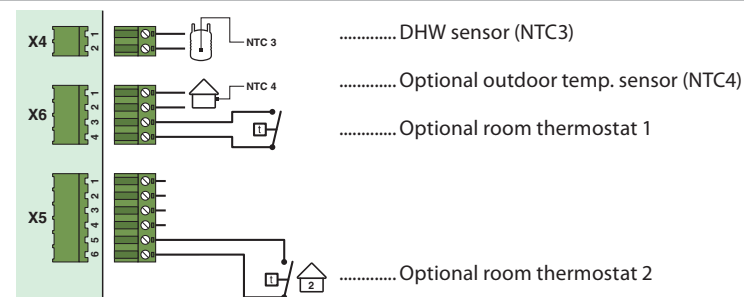 X4 1 2 NTC 3 ............. DHW sensor (NTC3)
X6 1 2 3 4 NTC 4 ............. Optional outdoor temp. sensor (NTC4)
t ............. Optional room thermostat 1
X5 1 2 3 4 5 6
t 2 ............. Optional room thermostat 2